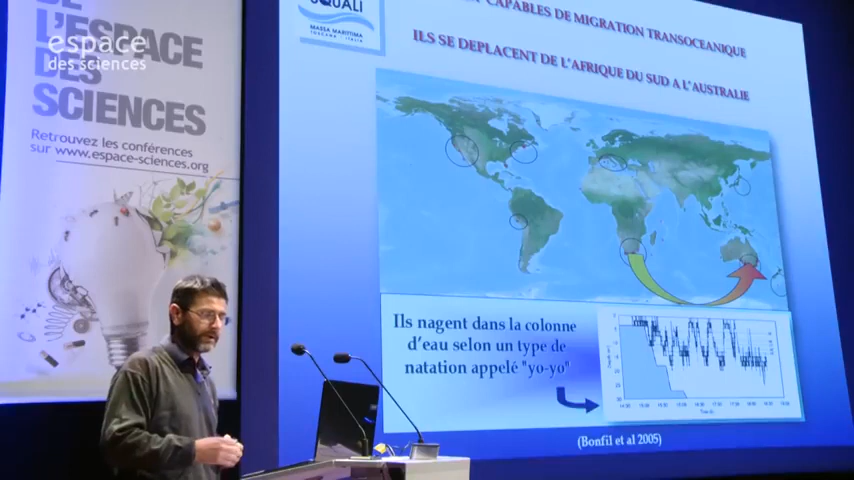 DE
L'ESPACE
DES
SCIENCES
espace
des sciences
Retrouvez les conférences
sur www.espace-sciences.org
SQUALI
MASSA MARITTIMA
TOSCANA - ITALIA
CAPABLES DE MIGRATION TRANSOCEANIQUE
ILS SE DEPLACENT DE L'AFRIQUE DU SUD A L'AUSTRALIE
Ils nagent dans la colonne
d'eau selon un type de
natation appelé "yo-yo"
(Bonfil et al 2005)